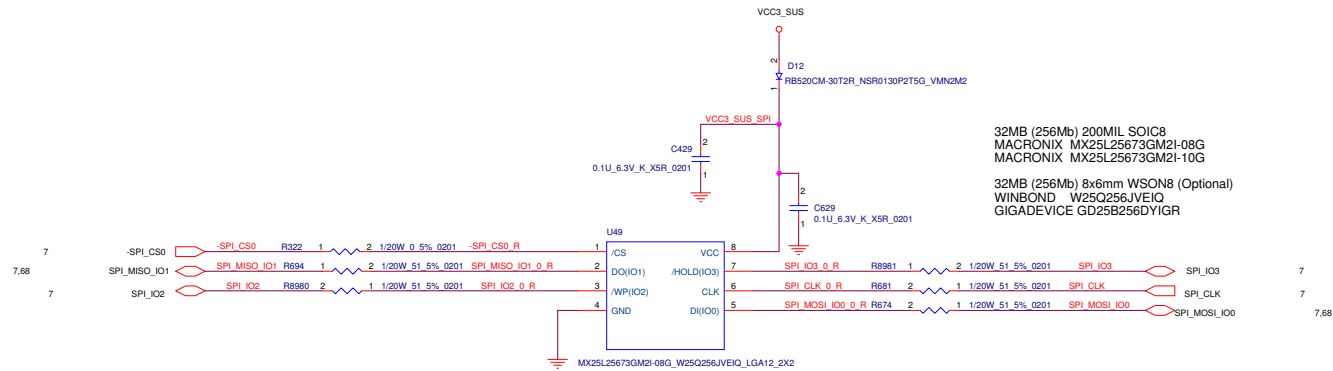 VCC3_SUS
2
D12
RB520CM-30T2R_NSR0130P2T5G_VMN2M2
1
VCC3_SUS_SPI
2
C429
0.1U_6.3V_K_X5R_0201
1
32MB (256Mb) 200MIL SOIC8
MACRONIX MX25L25673GM2I-08G
MACRONIX MX25L25673GM2I-10G
32MB (256Mb) 8x6mm WSON8 (Optional)
WINBOND W25Q256JVEIQ
GIGADEVICE GD25B256DYIGR
2
C629
0.1U_6.3V_K_X5R_0201
1
U49
7 -SPI_CS0 -SPI_CS0 R322 1 2 1/20W_0_5%_0201 -SPI_CS0_R 1 /CS VCC 8
7,68 SPI_MISO_IO1 SPI_MISO_IO1 R694 1 2 1/20W_51_5%_0201 SPI_MISO_IO1_0_R 2 DO(IO1) /HOLD(IO3) 7 SPI_IO3_0_R R8981 1 2 1/20W_51_5%_0201 SPI_IO3 SPI_IO3 7
7 SPI_IO2 SPI_IO2 R8980 2 1 1/20W_51_5%_0201 SPI_IO2_0_R 3 /WP(IO2) CLK 6 SPI_CLK_0_R R681 2 1 1/20W_51_5%_0201 SPI_CLK SPI_CLK 7
4 GND DI(IO0) 5 SPI_MOSI_IO0_0_R R674 2 1 1/20W_51_5%_0201 SPI_MOSI_IO0 SPI_MOSI_IO0 7,68
MX25L25673GM2I-08G_W25Q256JVEIQ_LGA12_2X2